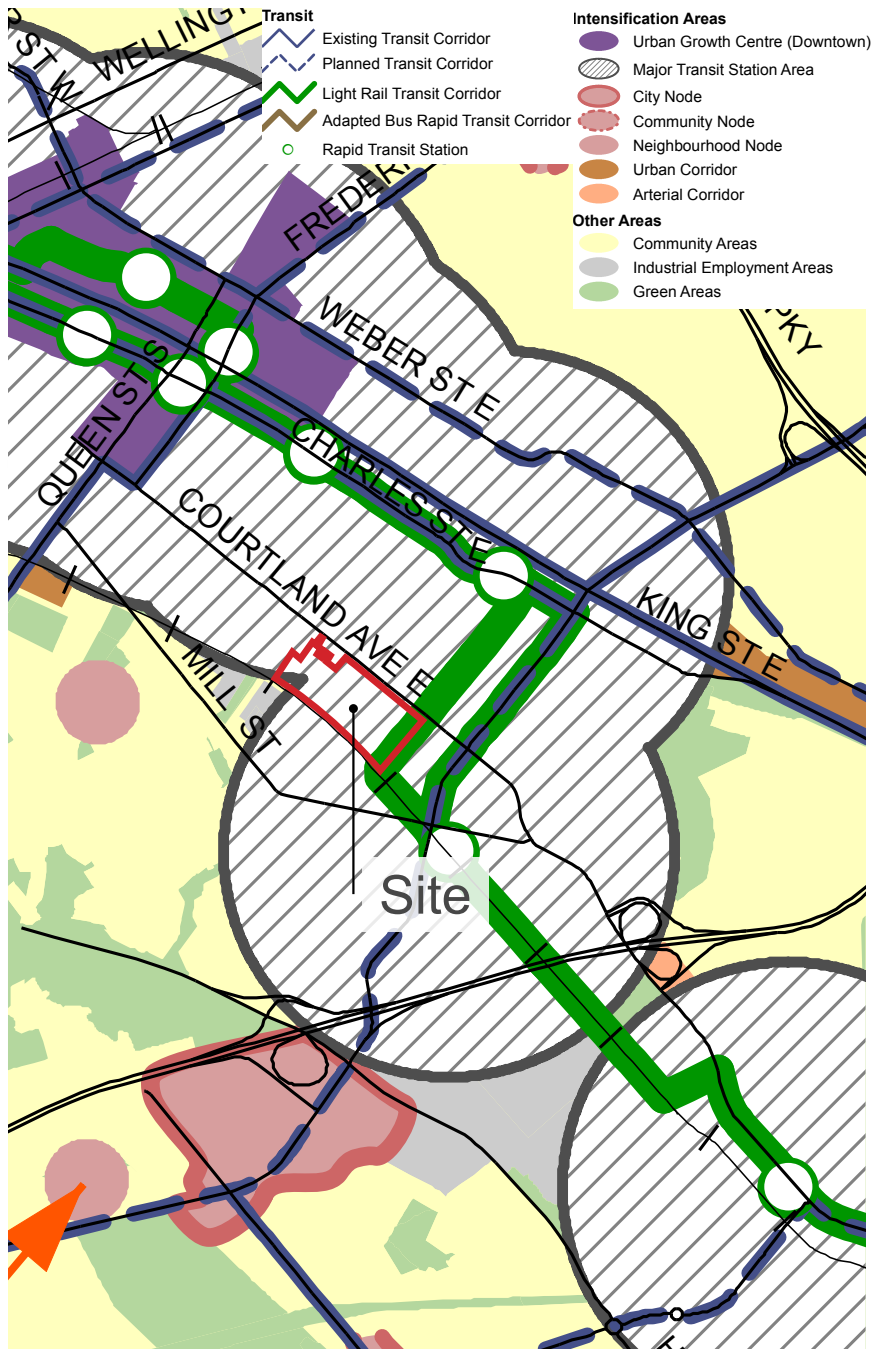 Transit
Existing Transit Corridor
Planned Transit Corridor
Light Rail Transit Corridor
Adapted Bus Rapid Transit Corridor
Rapid Transit Station
Intensification Areas
Urban Growth Centre (Downtown)
Major Transit Station Area
City Node
Community Node
Neighbourhood Node
Urban Corridor
Arterial Corridor
Other Areas
Community Areas
Industrial Employment Areas
Green Areas
ST W
WELLINGT
FREDERI
PKY
WEBER ST E
QUEEN ST S
CHARLES ST E
COURTLAND AVE E
KING ST E
MILL ST
Site